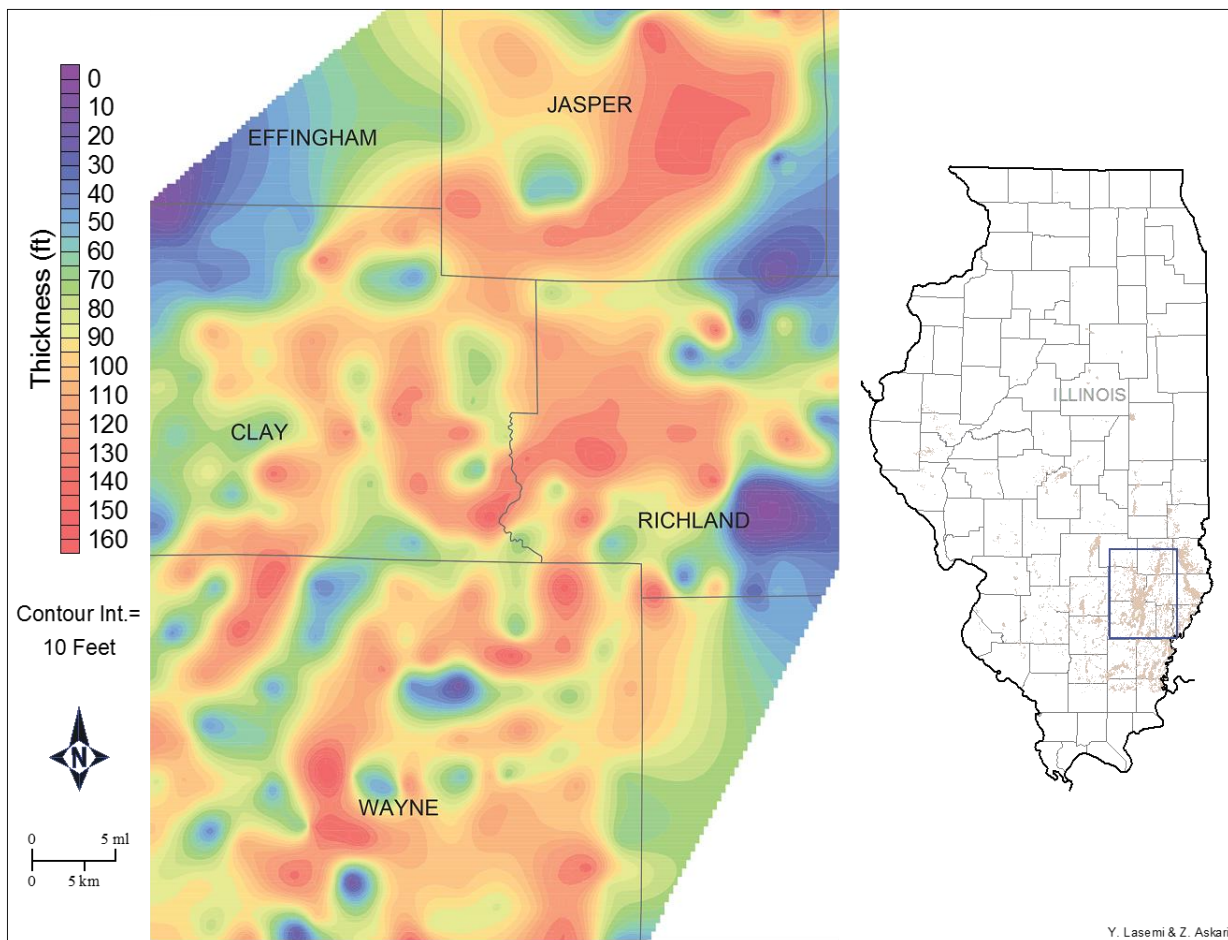 Thickness (ft)
0
10
20
30
40
50
60
70
80
90
100
110
120
130
140
150
160
Contour Int.=
10 Feet
N
0 5 ml
0 5 km
EFFINGHAM
JASPER
CLAY
RICHLAND
WAYNE
ILLINOIS
Y. Lasemi & Z. Askari